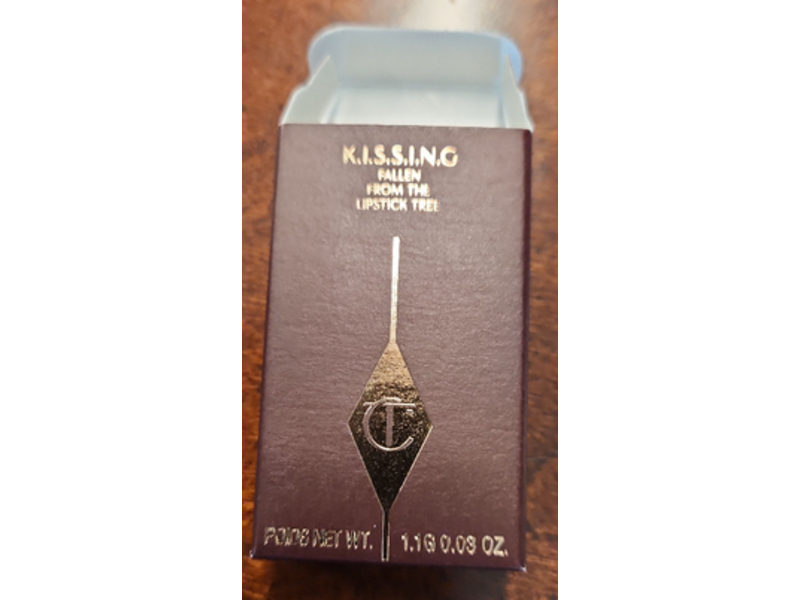 K.I.S.S.I.N.G
FALLEN
FROM THE
LIPSTICK TREE
CT
POIDS NET WT. 1.1G 0.03 OZ.